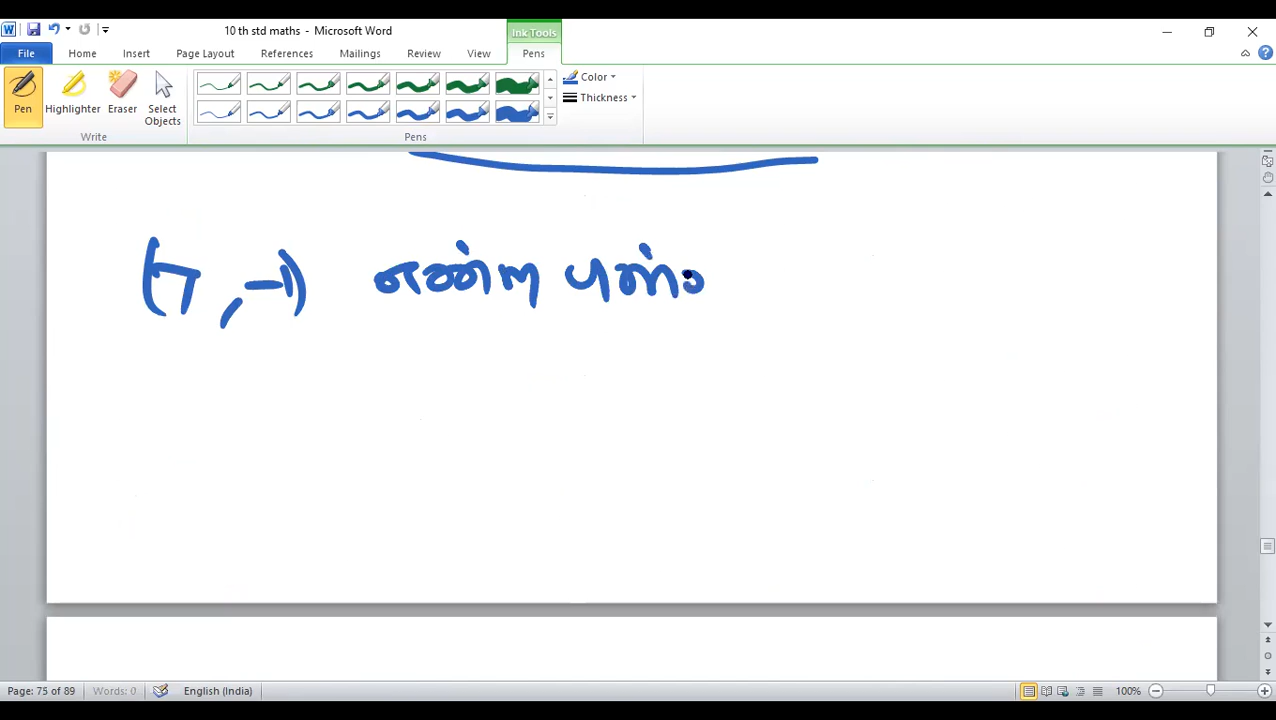 10 th std maths - Microsoft Word
Ink Tools
File Home Insert Page Layout References Mailings Review View Pens
Pen Highlighter Eraser Select Objects
Color
Thickness
Write Pens
(7, -1) என்ற
Page: 75 of 89 Words: 0 English (India) 100%